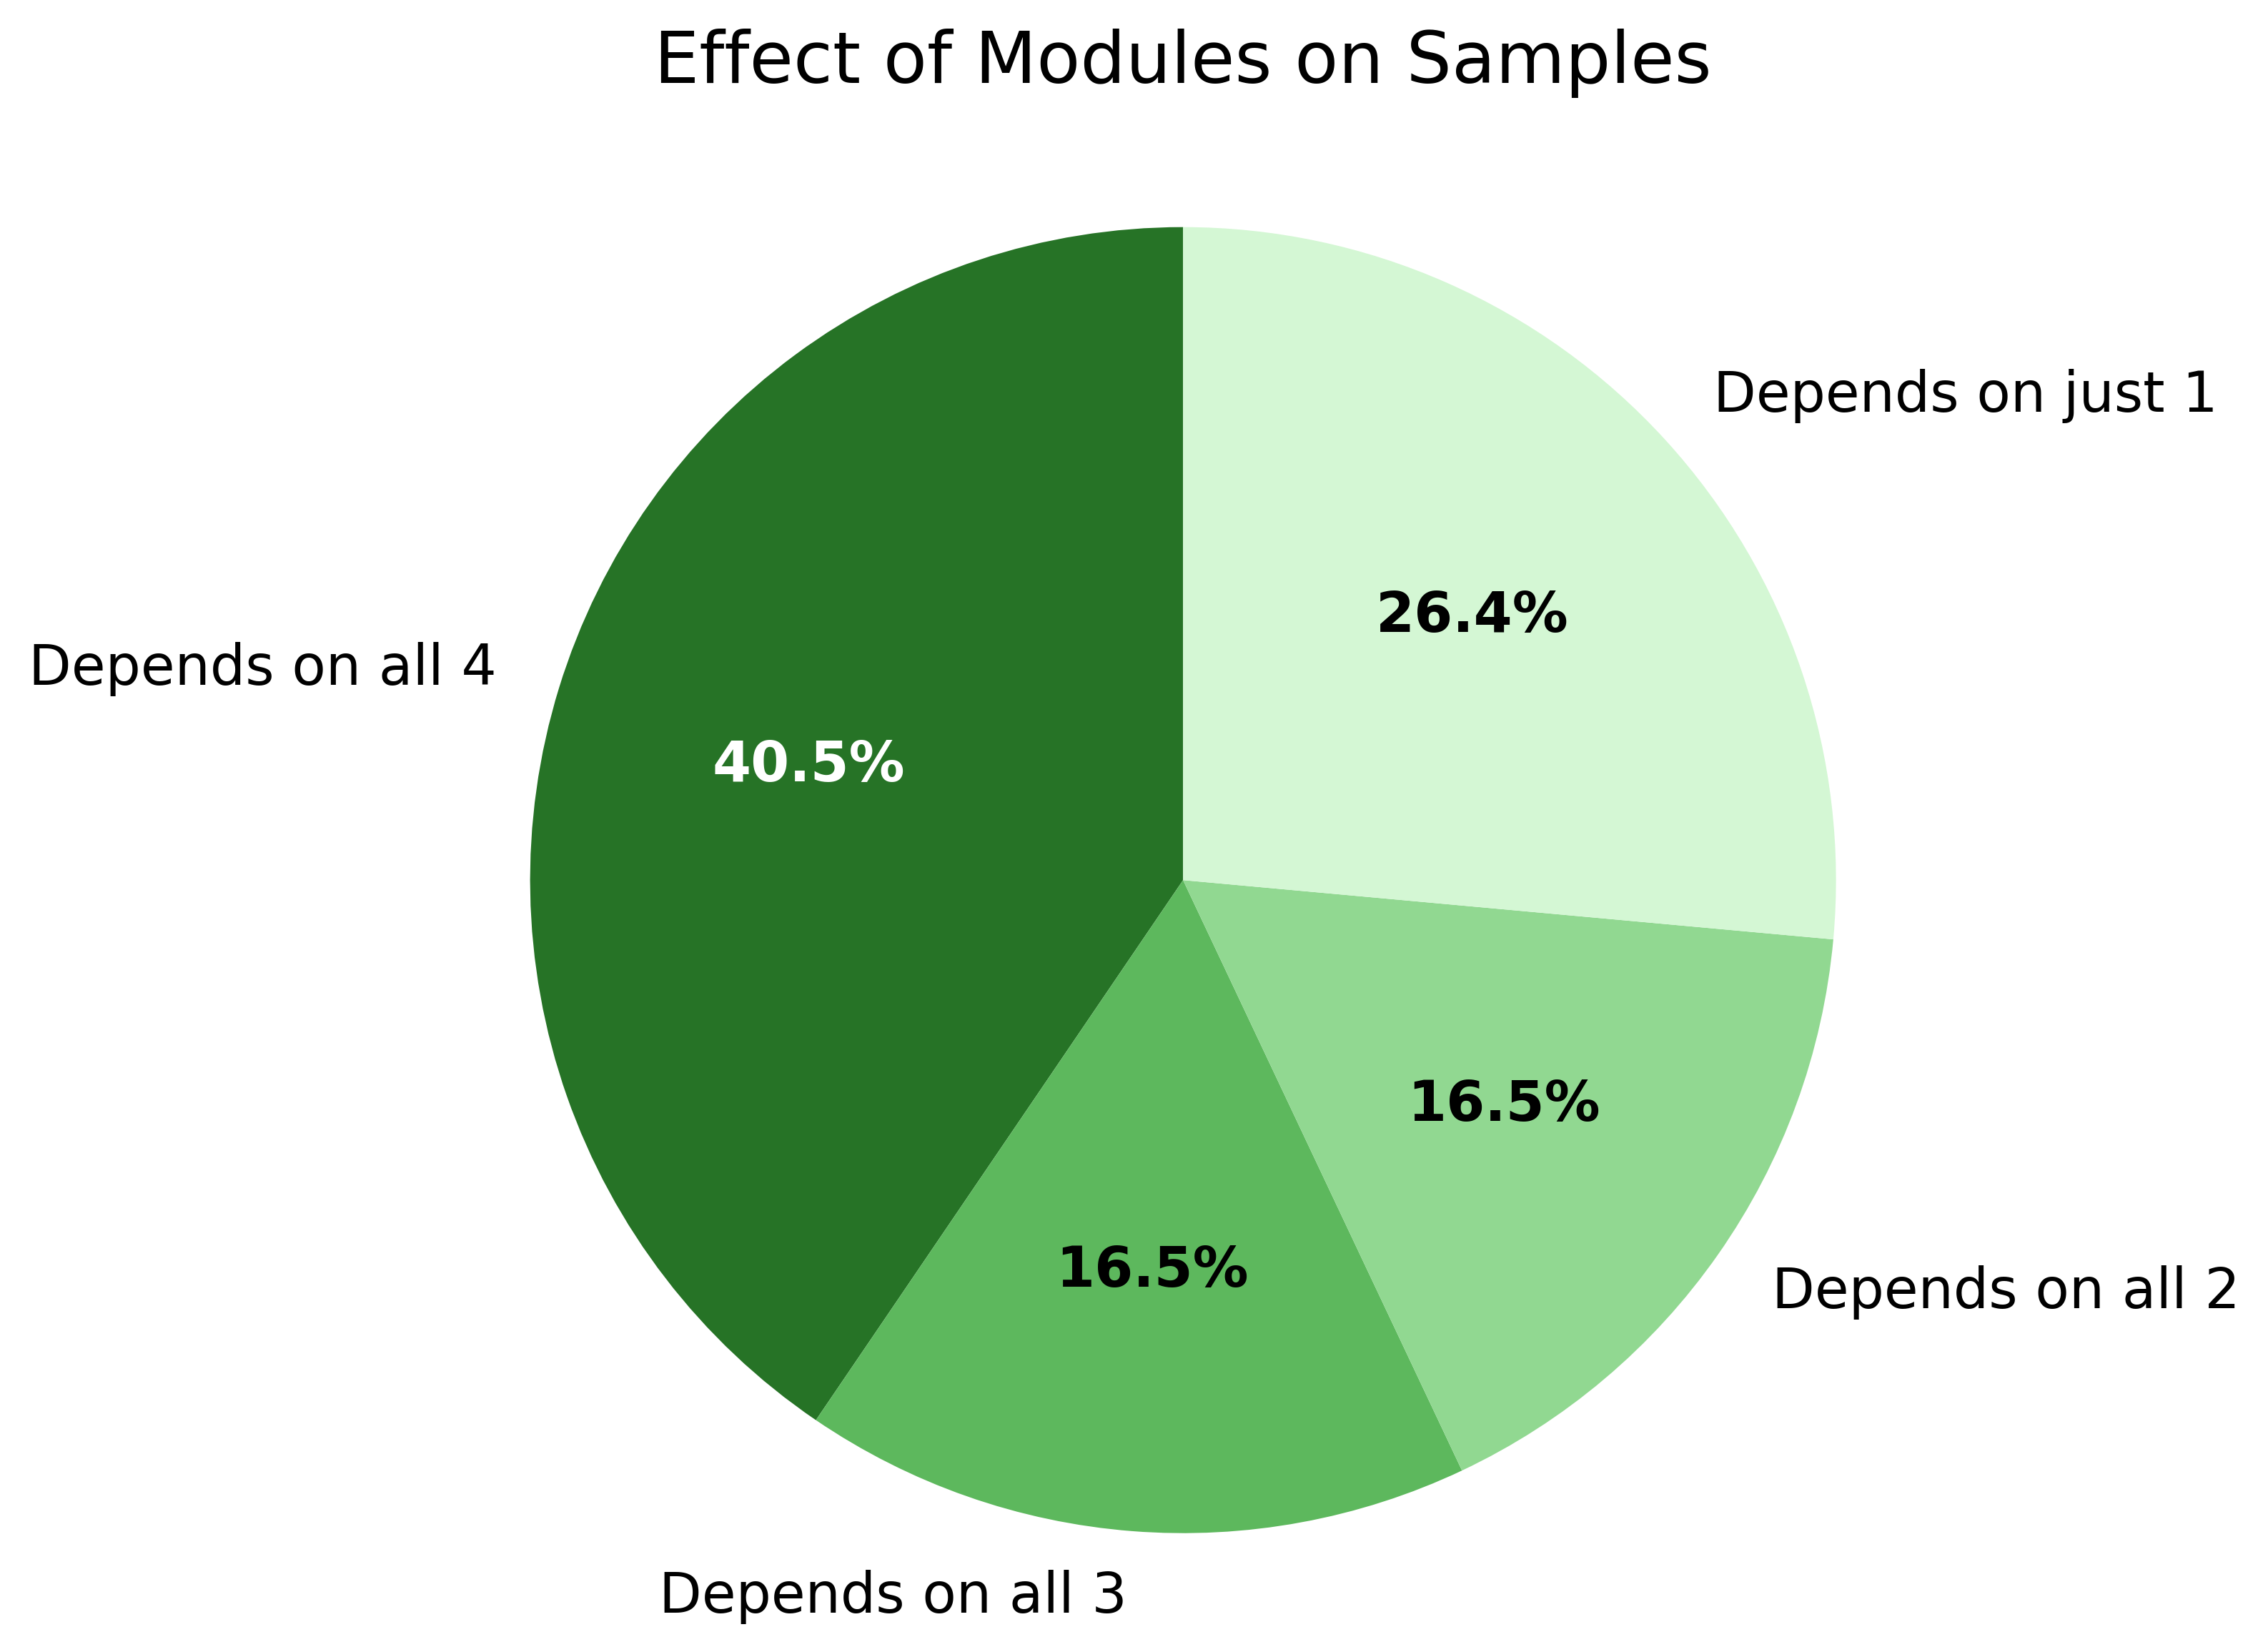 Effect of Modules on Samples
Depends on just 1
26.4%
Depends on all 4
40.5%
16.5%
Depends on all 2
16.5%
Depends on all 3